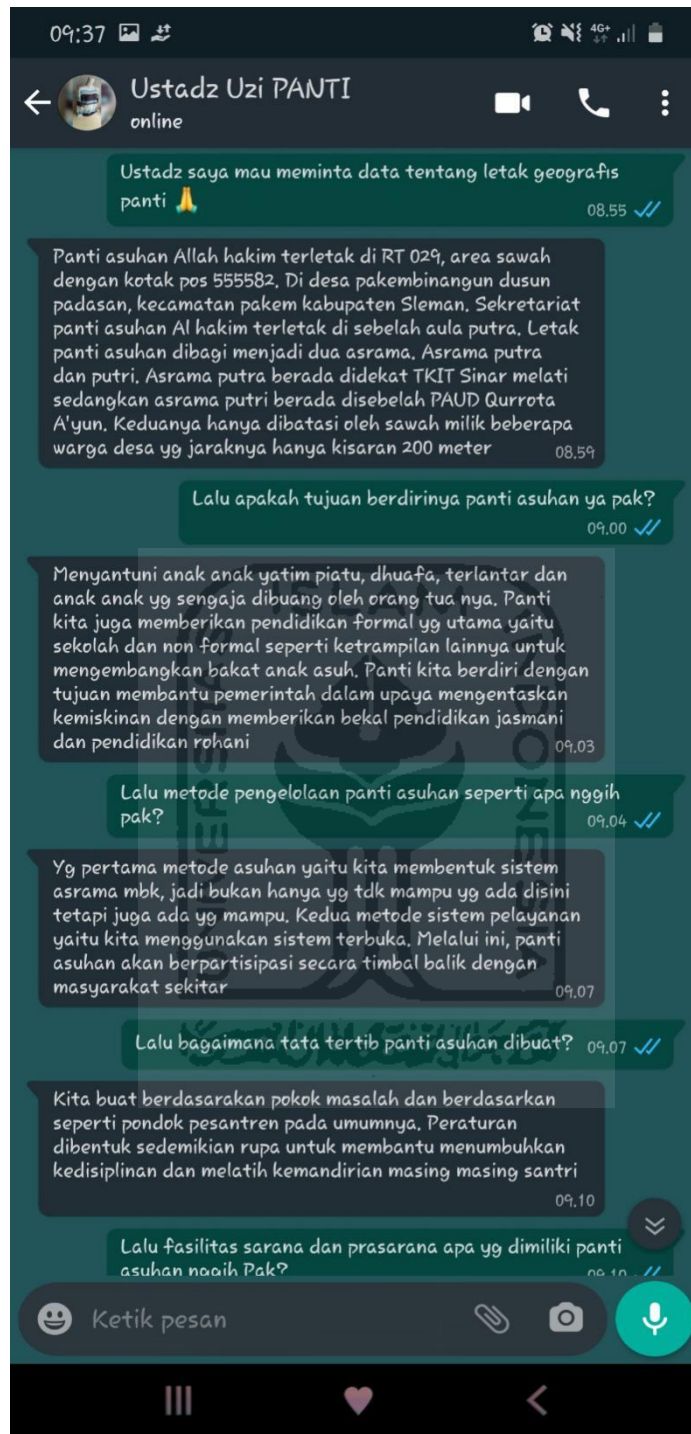 09:37
4G+
Ustadz Uzi PANTI
online
Ustadz saya mau meminta data tentang letak geografis
panti 🙏
08.55
Panti asuhan Allah hakim terletak di RT 029, area sawah
dengan kotak pos 555582. Di desa pakembinangun dusun
padasan, kecamatan pakem kabupaten Sleman. Sekretariat
panti asuhan Al hakim terletak di sebelah aula putra. Letak
panti asuhan dibagi menjadi dua asrama. Asrama putra
dan putri. Asrama putra berada didekat TKIT Sinar melati
sedangkan asrama putri berada disebelah PAUD Qurrota
A'yun. Keduanya hanya dibatasi oleh sawah milik beberapa
warga desa yg jaraknya hanya kisaran 200 meter
08.59
Lalu apakah tujuan berdirinya panti asuhan ya pak?
09.00
Menyantuni anak anak yatim piatu, dhuafa, terlantar dan
anak anak yg sengaja dibuang oleh orang tua nya. Panti
kita juga memberikan pendidikan formal yg utama yaitu
sekolah dan non formal seperti ketrampilan lainnya untuk
mengembangkan bakat anak asuh. Panti kita berdiri dengan
tujuan membantu pemerintah dalam upaya mengentaskan
kemiskinan dengan memberikan bekal pendidikan jasmani
dan pendidikan rohani
09.03
Lalu metode pengelolaan panti asuhan seperti apa nggih
pak?
09.04
Yg pertama metode asuhan yaitu kita membentuk sistem
asrama mbk, jadi bukan hanya yg tdk mampu yg ada disini
tetapi juga ada yg mampu. Kedua metode sistem pelayanan
yaitu kita menggunakan sistem terbuka. Melalui ini, panti
asuhan akan berpartisipasi secara timbal balik dengan
masyarakat sekitar
09.07
Lalu bagaimana tata tertib panti asuhan dibuat?
09.07
Kita buat berdasarakan pokok masalah dan berdasarkan
seperti pondok pesantren pada umumnya. Peraturan
dibentuk sedemikian rupa untuk membantu menumbuhkan
kedisiplinan dan melatih kemandirian masing masing santri
09.10
Lalu fasilitas sarana dan prasarana apa yg dimiliki panti
asuhan nggih Pak?
09.10
Ketik pesan
UNIVERSITAS ISLAM INDONESIA